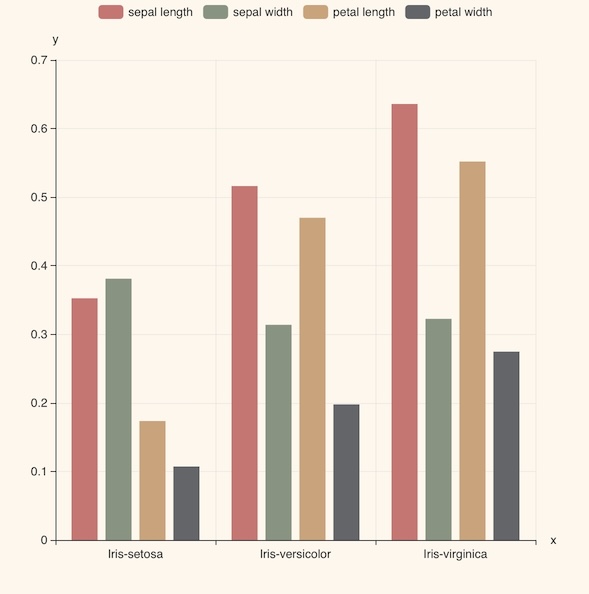 sepal length sepal width petal length petal width
y
0.7
0.6
0.5
0.4
0.3
0.2
0.1
0
x
Iris-setosa Iris-versicolor Iris-virginica